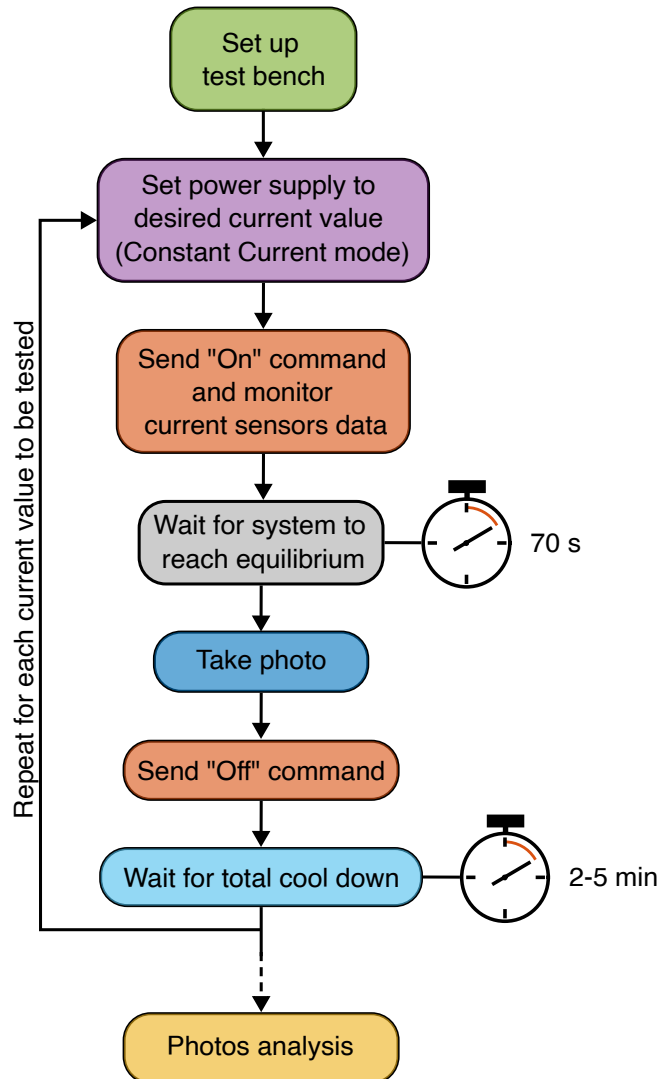 Set up
test bench
Set power supply to
desired current value
(Constant Current mode)
Send "On" command
and monitor
current sensors data
Wait for system to
reach equilibrium
70 s
Take photo
Send "Off" command
Wait for total cool down
2-5 min
Repeat for each current value to be tested
Photos analysis